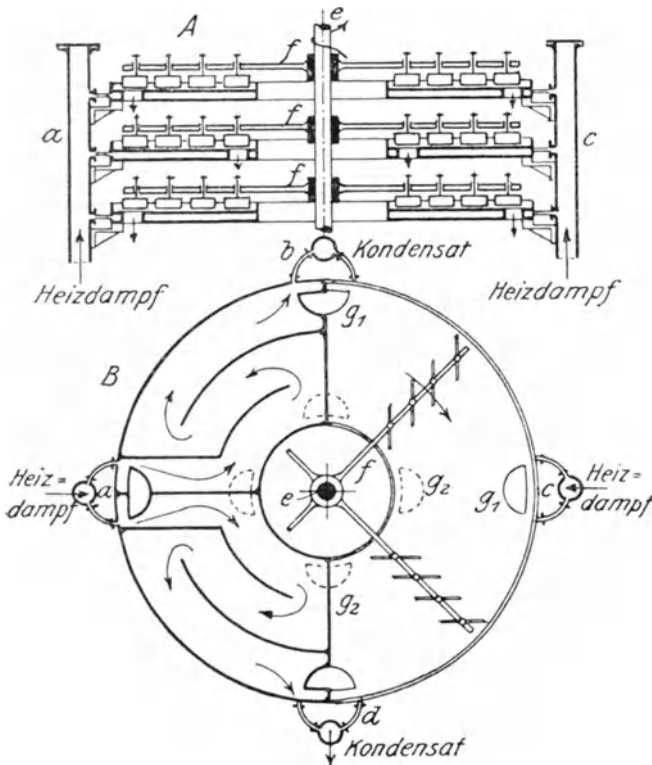 A
e
f
a
f
c
f
Heizdampf
b
Kondensat
Heizdampf
g1
B
Heiz=
dampf
a
f
e
g2
g1
c
Heiz=
dampf
g2
d
Kondensat